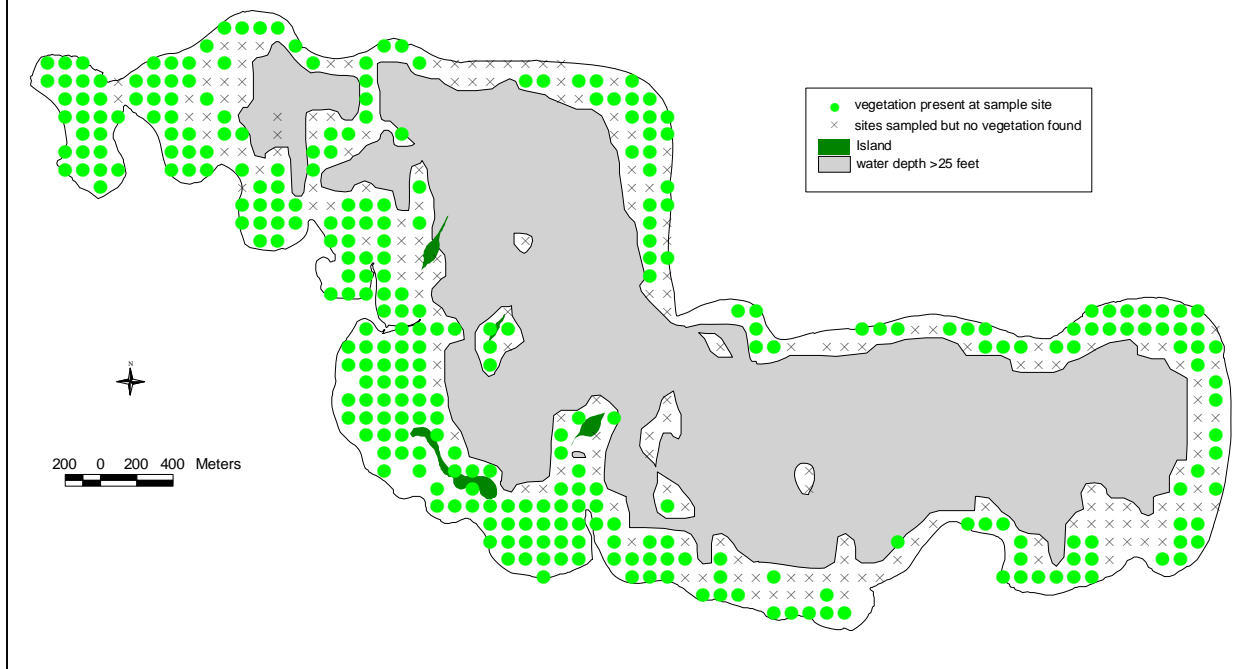 vegetation present at sample site
sites sampled but no vegetation found
Island
water depth >25 feet
N
200 0 200 400 Meters